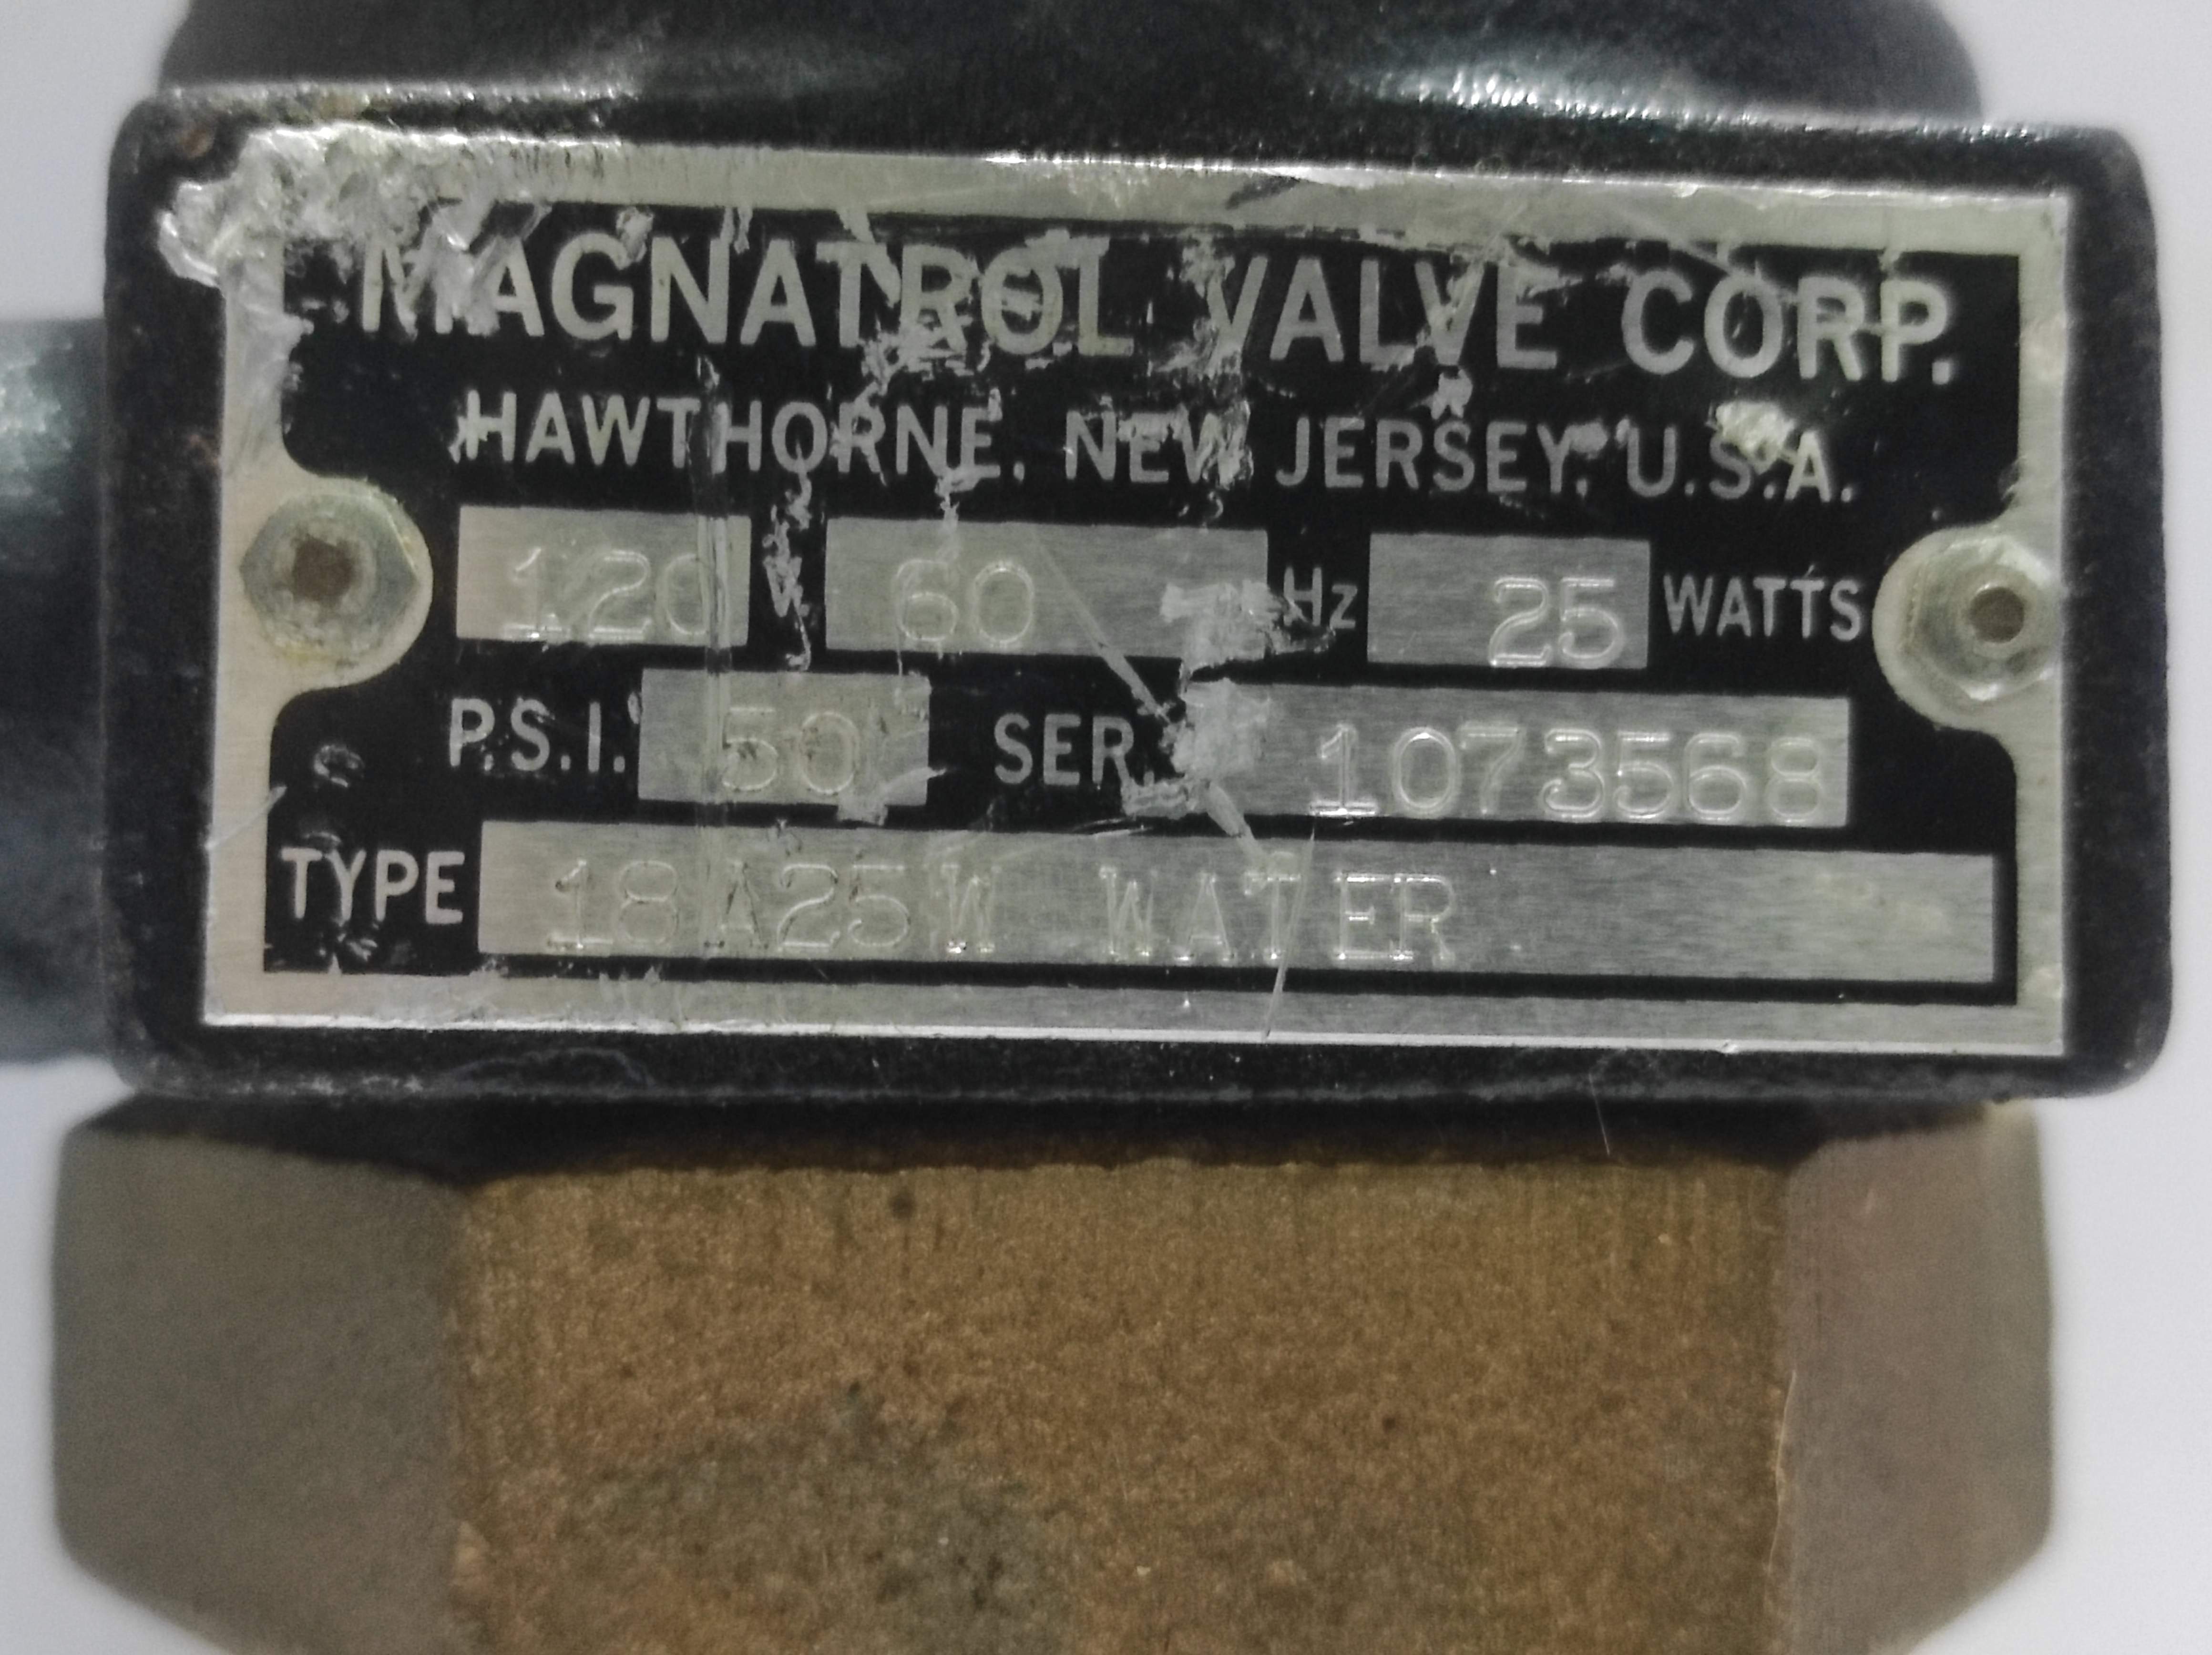 MAGNATROL VALVE CORP.
HAWTHORNE, NEW JERSEY, U.S.A.
120 V. 60 Hz 25 WATTS
P.S.I. 50 SER. 1073568
TYPE 18A25W WATER